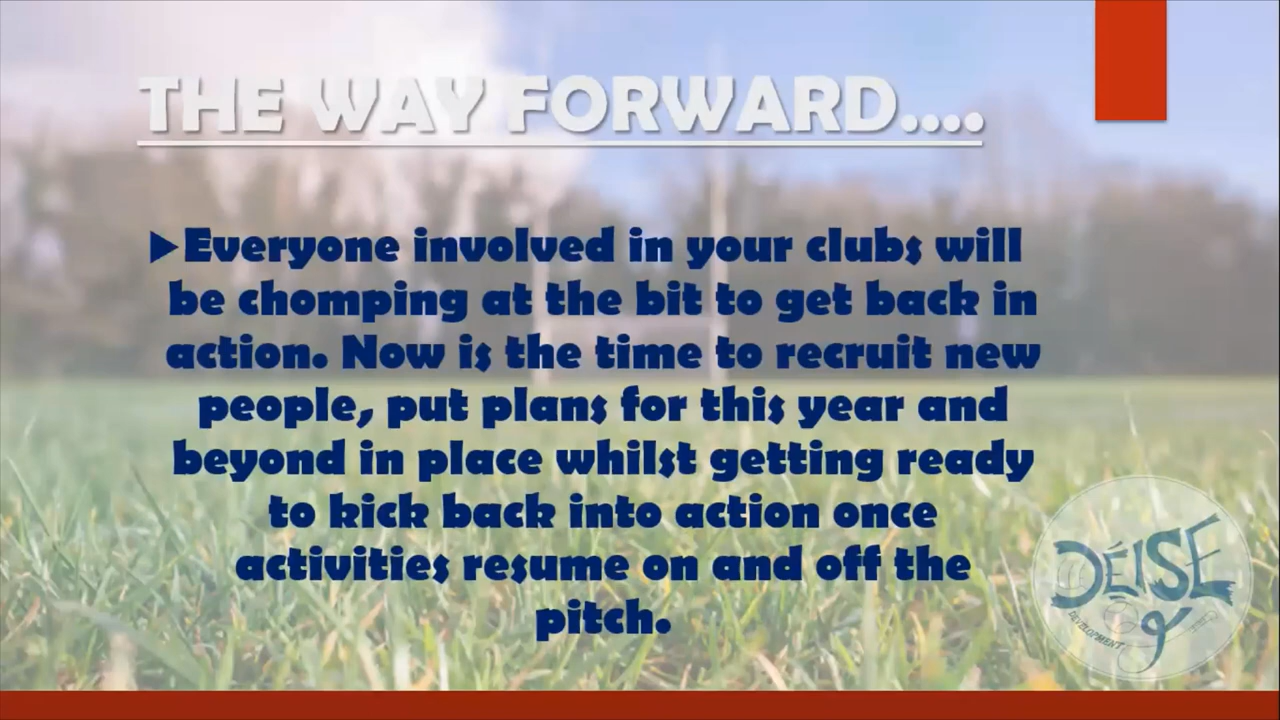 THE WAY FORWARD....
Everyone involved in your clubs will
be chomping at the bit to get back in
action. Now is the time to recruit new
people, put plans for this year and
beyond in place whilst getting ready
to kick back into action once
activities resume on and off the
pitch.
DÉISE
DEVELOPMENT